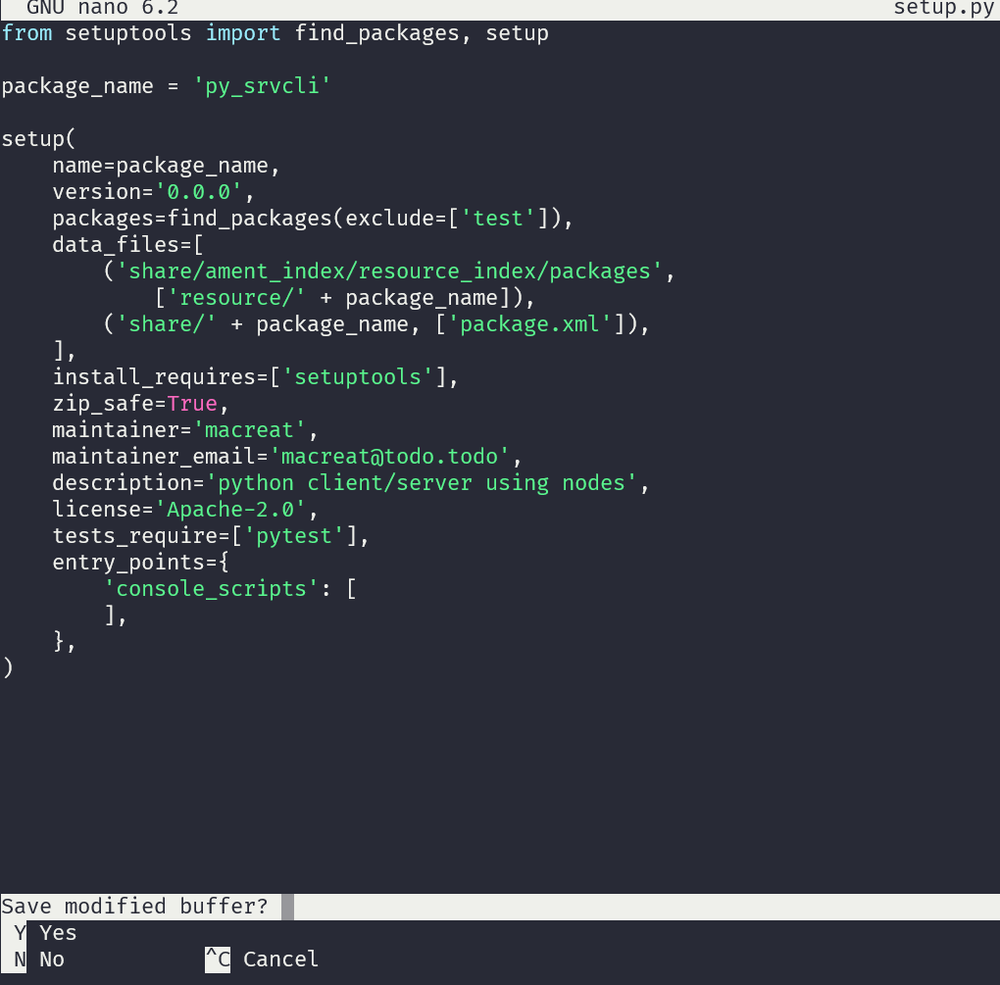 GNU nano 6.2 setup.py
from setuptools import find_packages, setup

package_name = 'py_srvcli'

setup(
    name=package_name,
    version='0.0.0',
    packages=find_packages(exclude=['test']),
    data_files=[
        ('share/ament_index/resource_index/packages',
            ['resource/' + package_name]),
        ('share/' + package_name, ['package.xml']),
    ],
    install_requires=['setuptools'],
    zip_safe=True,
    maintainer='macreat',
    maintainer_email='macreat@todo.todo',
    description='python client/server using nodes',
    license='Apache-2.0',
    tests_require=['pytest'],
    entry_points={
        'console_scripts': [
        ],
    },
)
Save modified buffer?
Y Yes
N No ^C Cancel